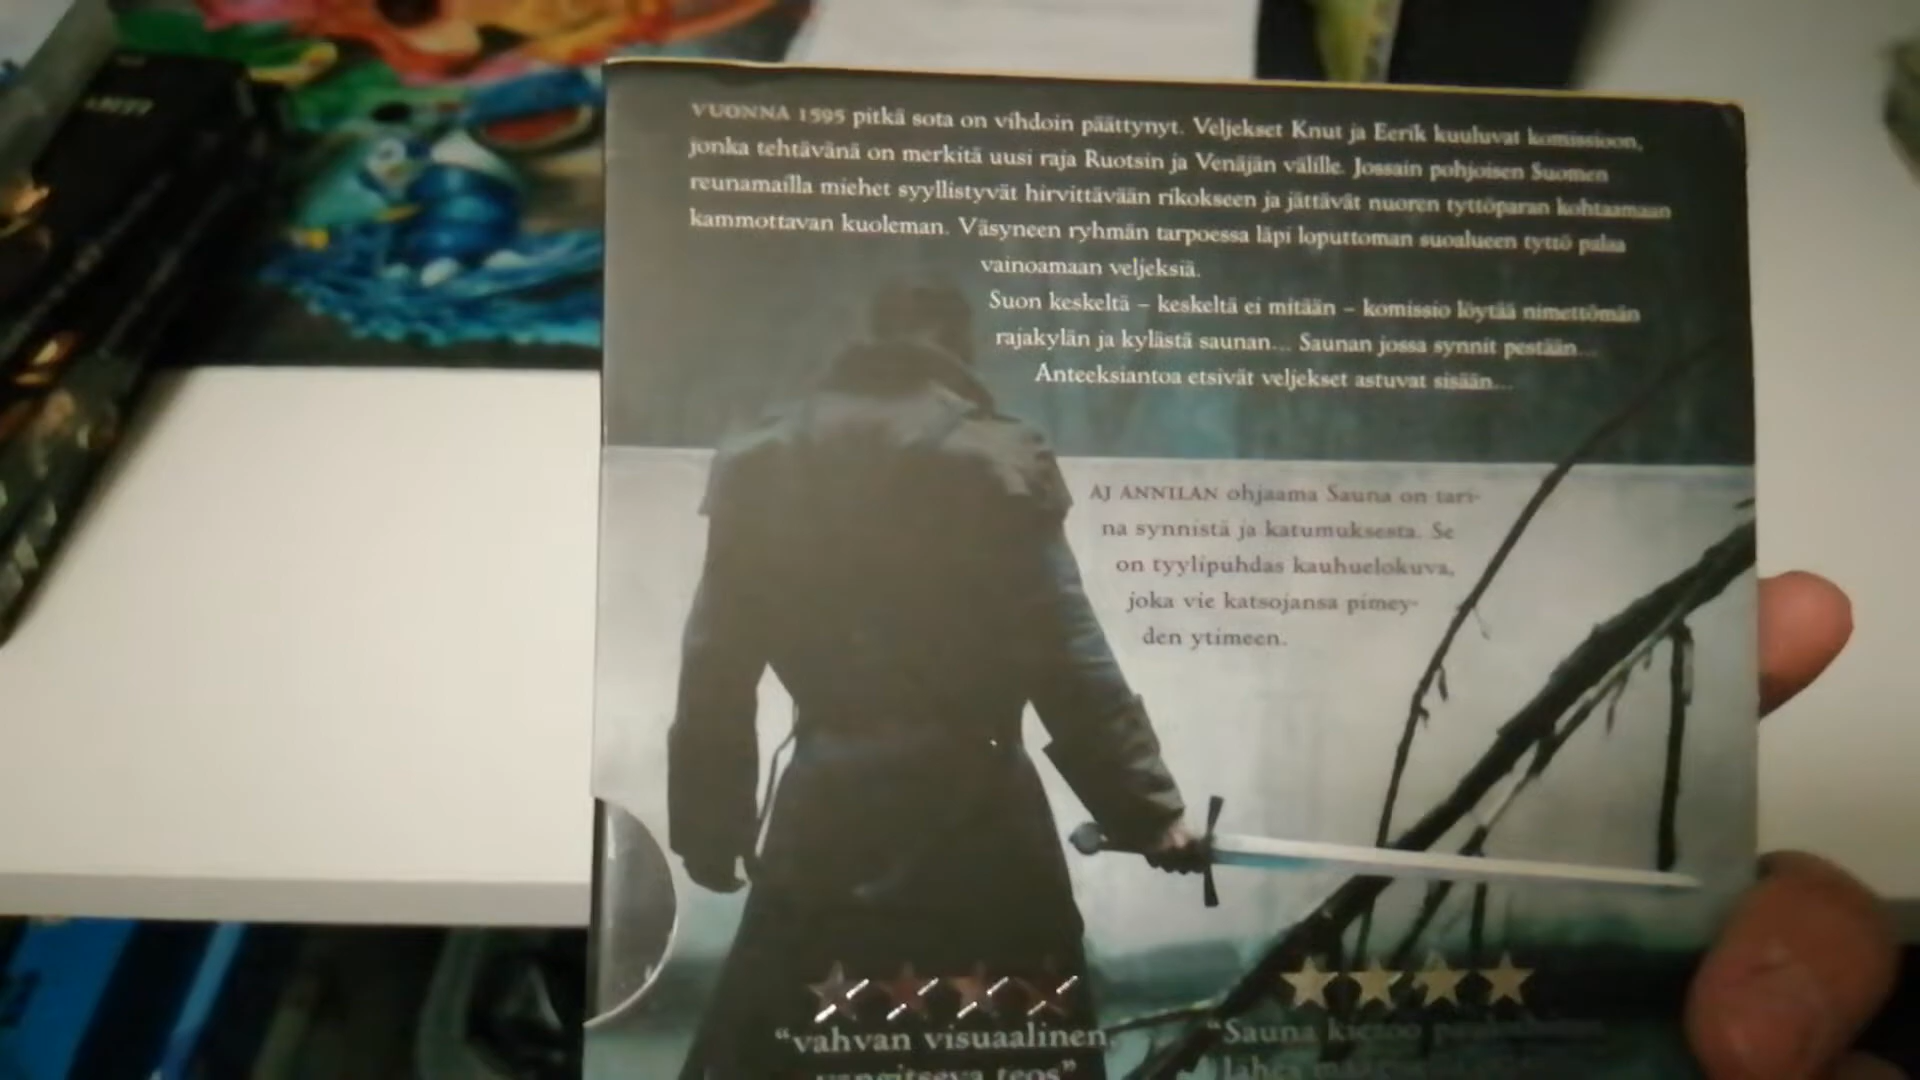 VUONNA 1595 pitkä sota on vihdoin päättynyt. Veljekset Knut ja Eerik kuuluvat komissioon,
jonka tehtävänä on merkitä uusi raja Ruotsin ja Venäjän välille. Jossain pohjoisen Suomen
reunamailla miehet syyllistyvät hirvittävään rikokseen ja jättävät nuoren tyttöparan kohtaamaan
kammottavan kuoleman. Väsyneen ryhmän tarpoessa läpi loputtoman suoalueen tyttö palaa
vainoamaan veljeksiä.
Suon keskeltä – keskeltä ei mitään – komissio löytää nimettömän
rajakylän ja kylästä saunan... Saunan jossa synnit pestään...
Anteeksiantoa etsivät veljekset astuvat sisään...
AJ ANNILAN ohjaama Sauna on tari-
na synnistä ja katumuksesta. Se
on tyylipuhdas kauhuelokuva,
joka vie katsojansa pimey-
den ytimeen.
"vahvan visuaalinen,
teos"
"Sauna